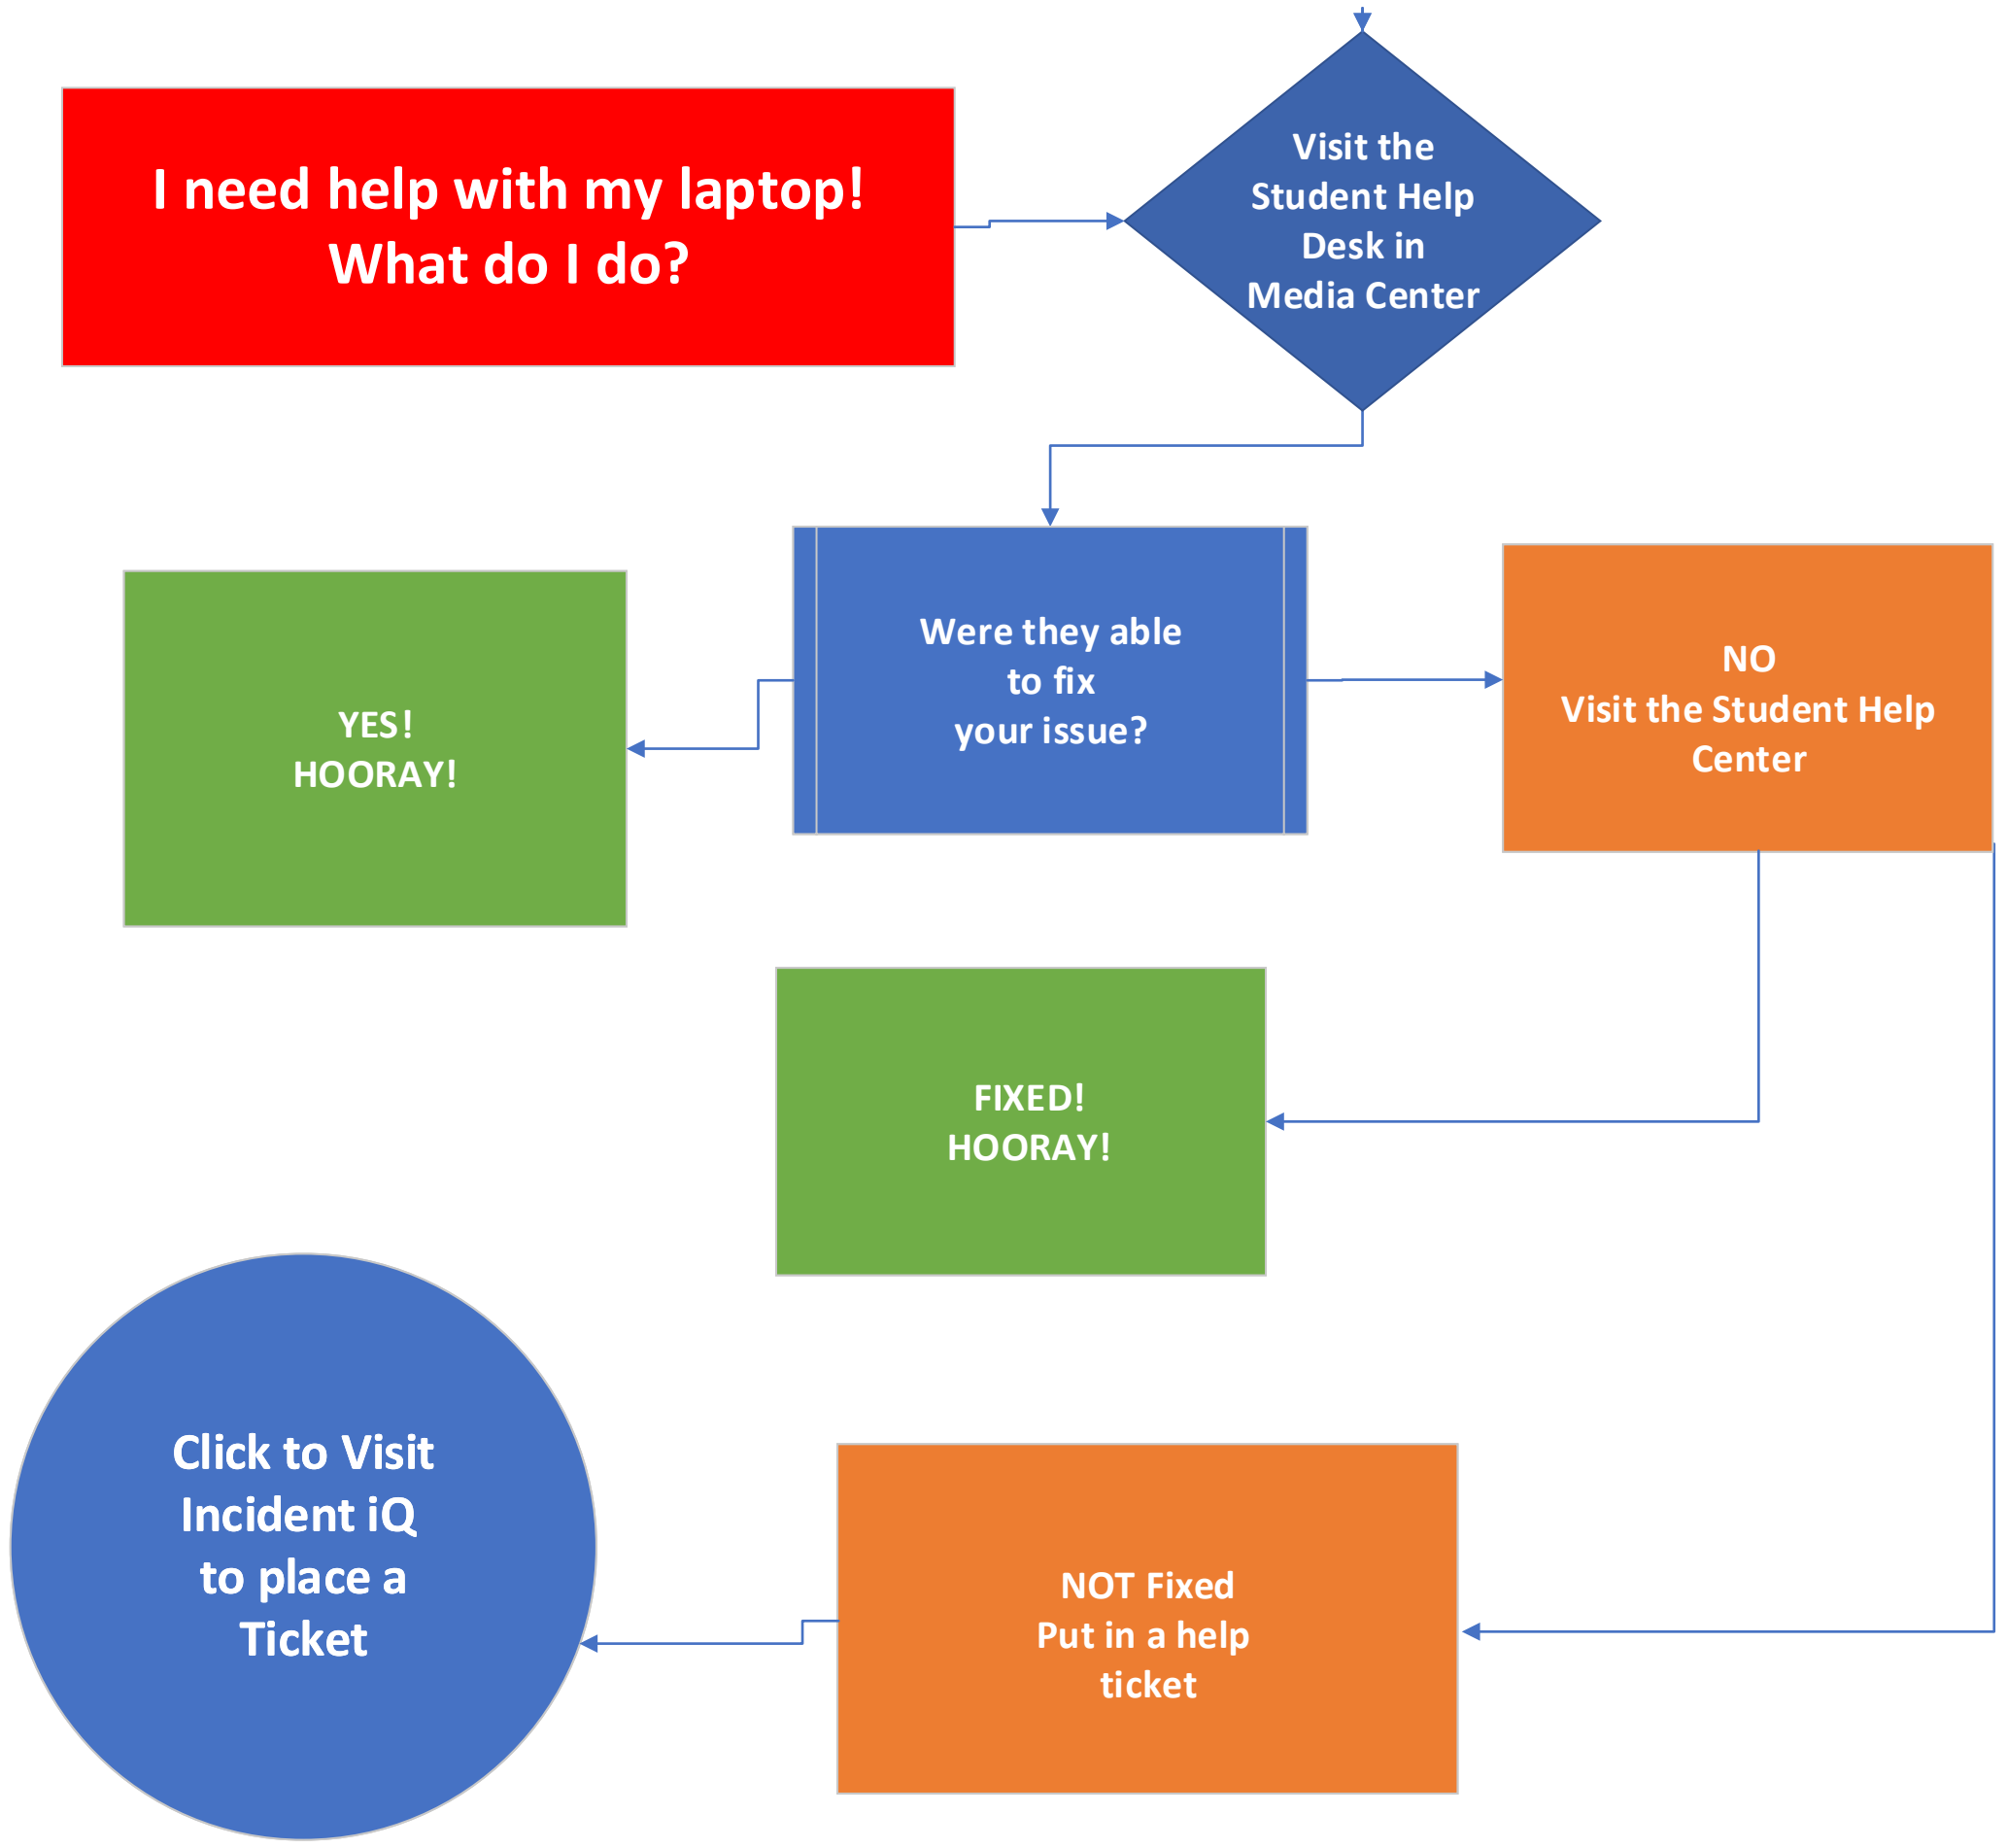 I need help with my laptop!
What do I do?
Visit the
Student Help
Desk in
Media Center
Were they able
to fix
your issue?
YES!
HOORAY!
NO
Visit the Student Help
Center
FIXED!
HOORAY!
Click to Visit
Incident iQ
to place a
Ticket
NOT Fixed
Put in a help
ticket